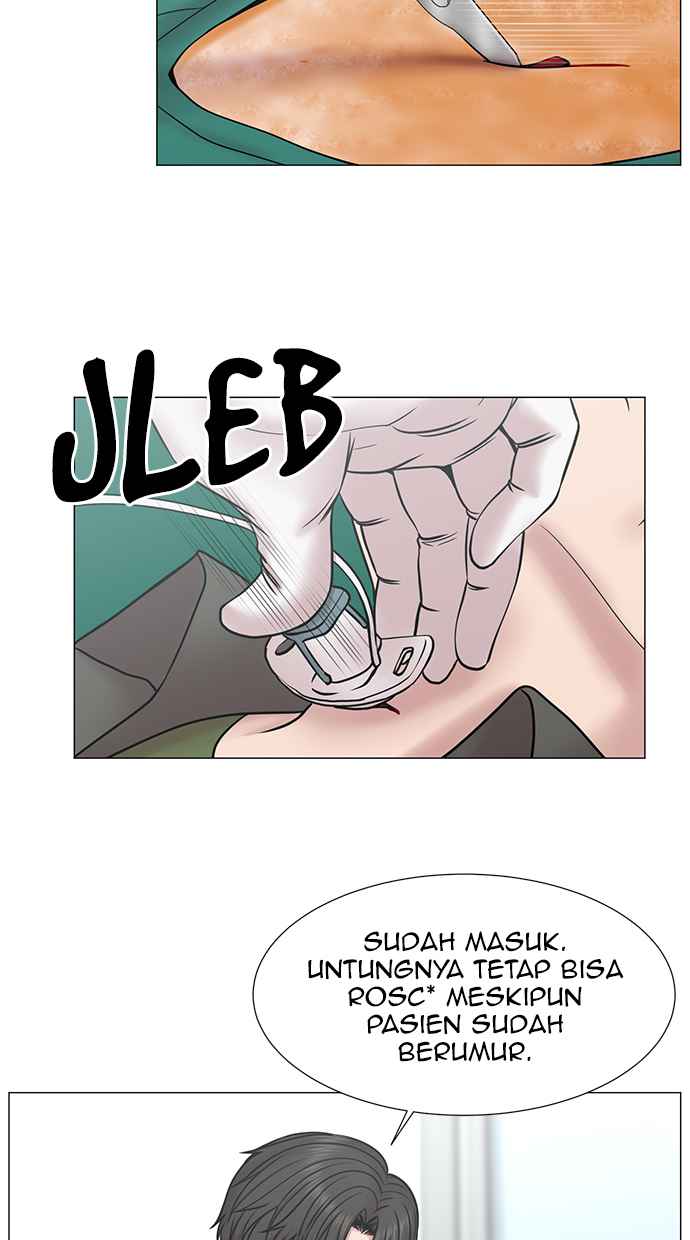 JLEB
SUDAH MASUK.
UNTUNGNYA TETAP BISA
ROSC* MESKIPUN
PASIEN SUDAH
BERUMUR.